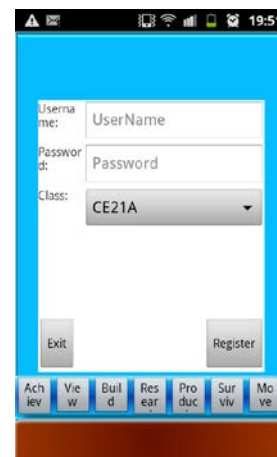 19:51
Userna
me:
UserName
Passwor
d:
Password
Class:
CE21A
Exit
Register
Ach
iev
Vie
w
Buil
d
Res
ear
Pro
duc
Sur
viv
Mo
ve